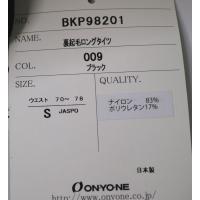 NO. BKP98201
NAME.
裏起毛ロングタイツ
COL. 009
ブラック
SIZE. QUALITY.
ウエスト 70～78
S JASPO
ナイロン 83%
ポリウレタン17%
日本製
ONYONE
http://www.onyone.co.jp/